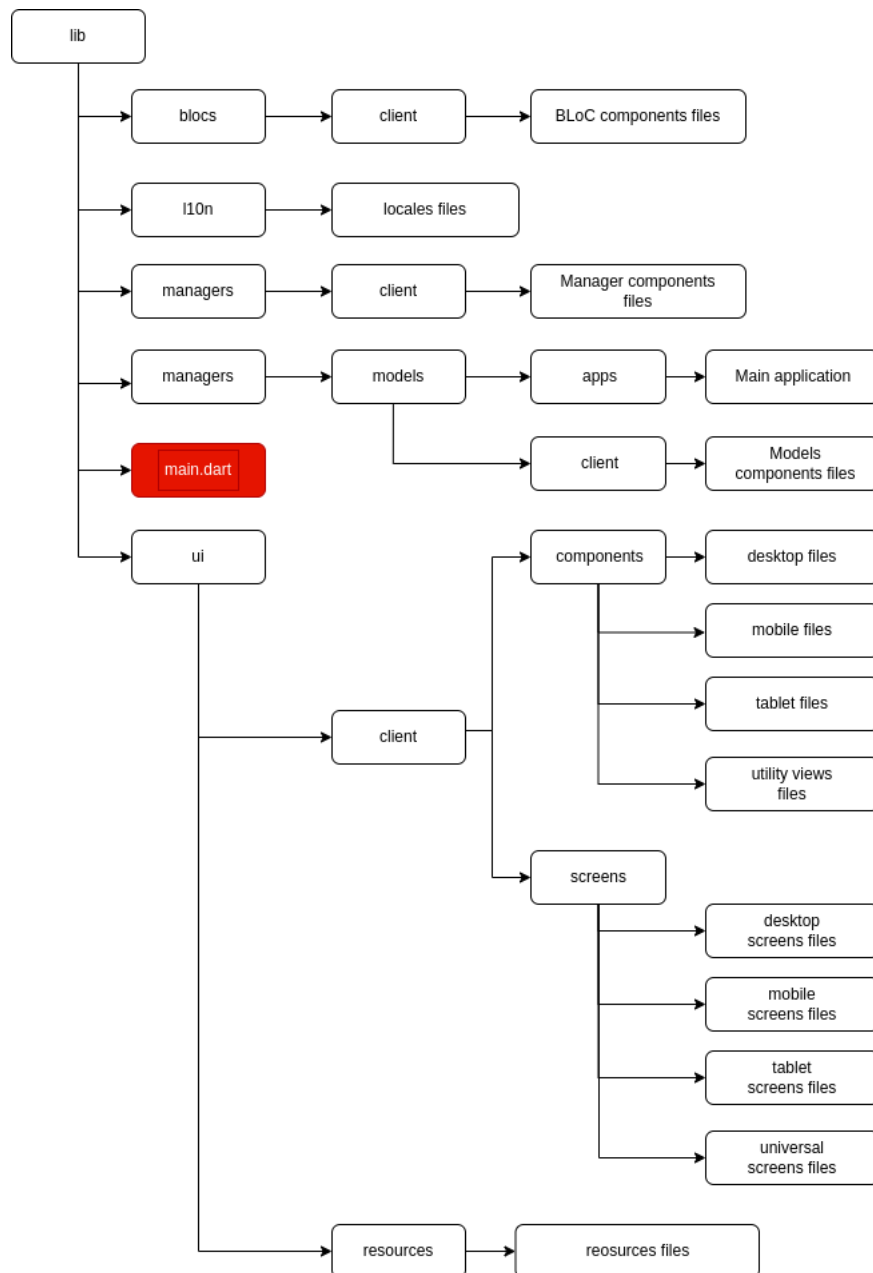 lib
blocs
client
BLoC components files
l10n
locales files
managers
client
Manager components
files
managers
models
apps
Main application
main.dart
client
Models
components files
ui
components
desktop files
mobile files
tablet files
client
utility views
files
screens
desktop
screens files
mobile
screens files
tablet
screens files
universal
screens files
resources
reosurces files